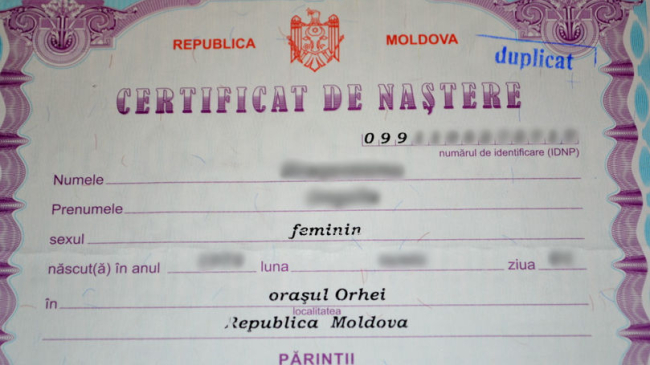 REPUBLICA MOLDOVA
duplicat
CERTIFICAT DE NAŞTERE
099
numărul de identificare (IDNP)
Numele
Prenumele
sexul feminin
născut(ă) în anul luna ziua
în oraşul Orhei
localitatea
Republica Moldova
PĂRINŢII